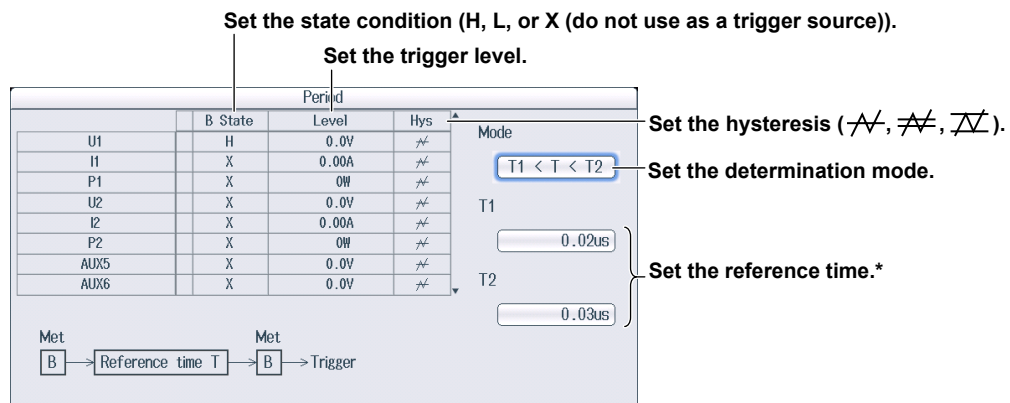 Set the state condition (H, L, or X (do not use as a trigger source)).
Set the trigger level.
Period
B State Level Hys
U1 H 0.0V
I1 X 0.00A
P1 X 0W
U2 X 0.0V
I2 X 0.00A
P2 X 0W
AUX5 X 0.0V
AUX6 X 0.0V
Mode
T1 < T < T2
T1
0.02us
T2
0.03us
Set the hysteresis ( , , ).
Set the determination mode.
Set the reference time.*
Met Met
B Reference time T B Trigger